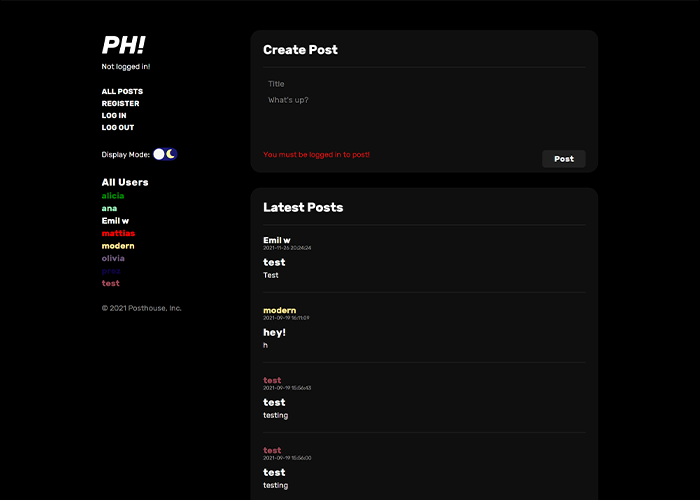 PH!
Not logged in!
ALL POSTS
REGISTER
LOG IN
LOG OUT
Display Mode:
All Users
alicia
ana
Emil w
mattias
modern
olivia
test
© 2021 Posthouse, Inc.
Create Post
Title
What's up?
You must be logged in to post!
Post
Latest Posts
Emil w
2021-11-26 20:24:24
test
Test
modern
2021-09-19 16:11:09
hey!
h
test
2021-09-19 15:56:43
test
testing
test
2021-09-19 15:56:00
test
testing